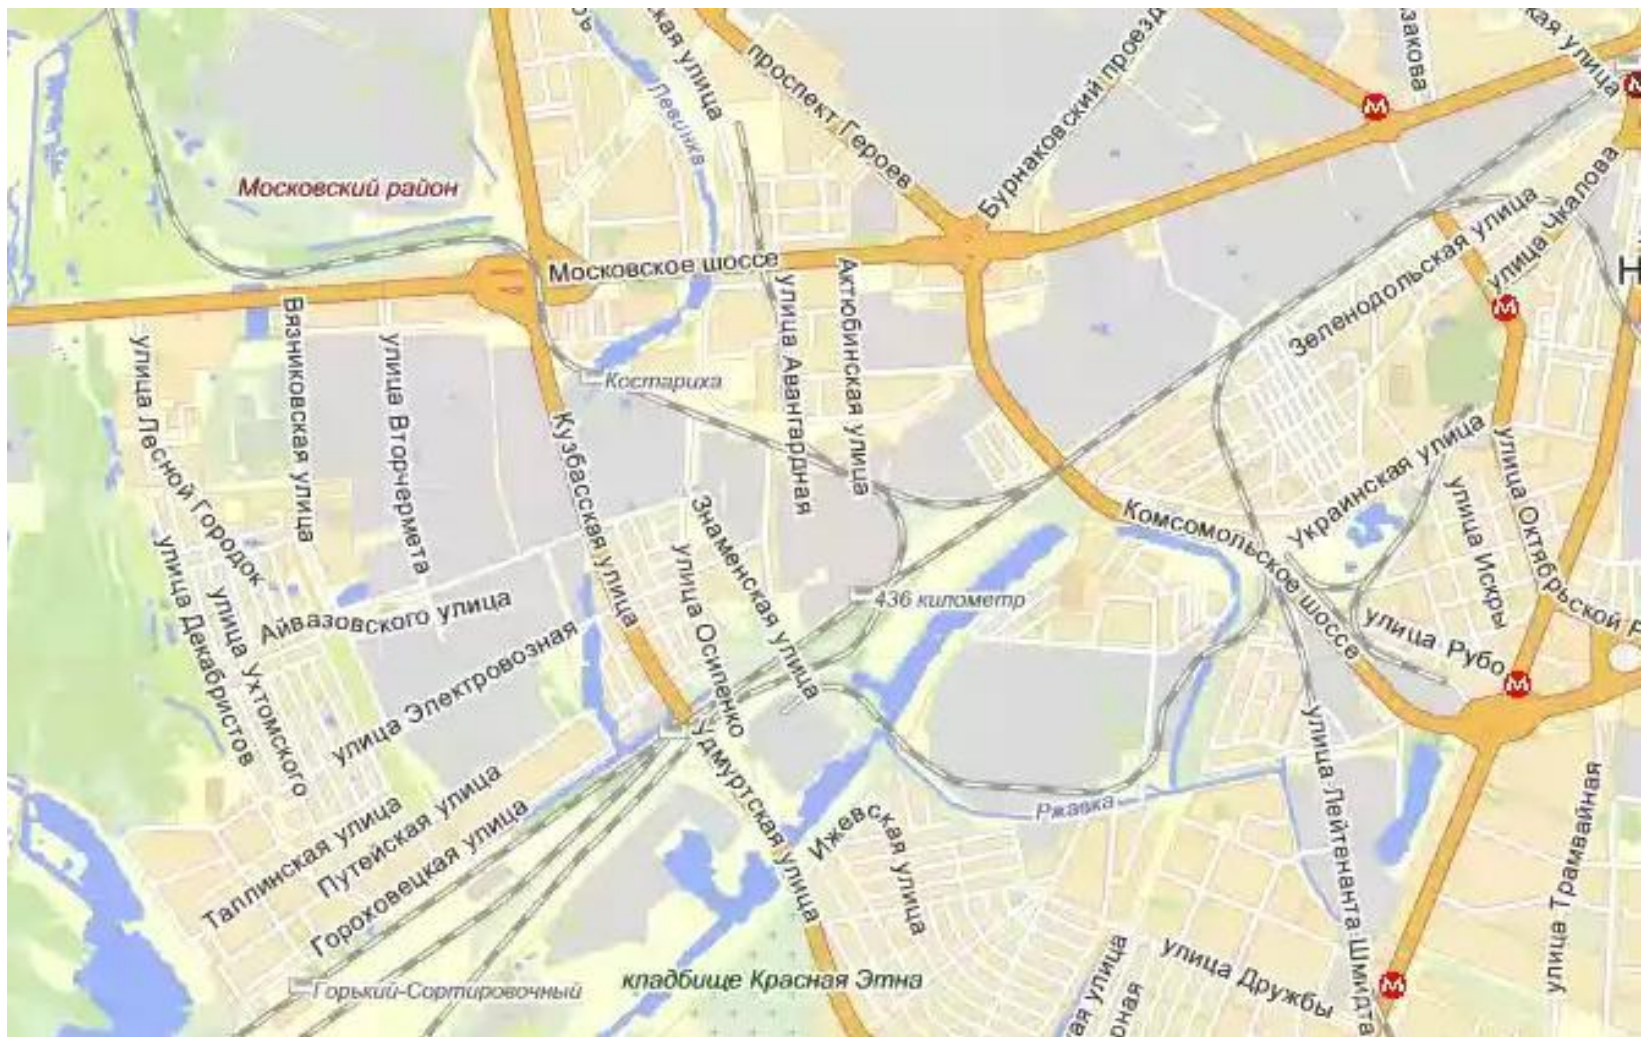 Левинка
проспект Героев
Бурнаковский проезд
улица
Московский район
Московское шоссе
улица Чкалова
Зеленодольская улица
Вязниковская улица
улица Лесной Городок
улица Вторчермета
улица Авангардная
Актюбинская улица
Костариха
Кузбасская улица
Знаменская улица
улица Осипенко
436 километр
Комсомольское шоссе
Украинская улица
улица Искры
улица Октябрьской Р
улица Рубо
улица Декабристов
улица Ухтомского
Айвазовского улица
улица Электровозная
Таллинская улица
Путейская улица
Гороховецкая улица
Удмуртская улица
Ижевская улица
Ржавка
улица Лейтенанта Шмидта
улица Трамвайная
улица Дружбы
Горький-Сортировочный
кладбище Красная Этна
М
М
М
М
М